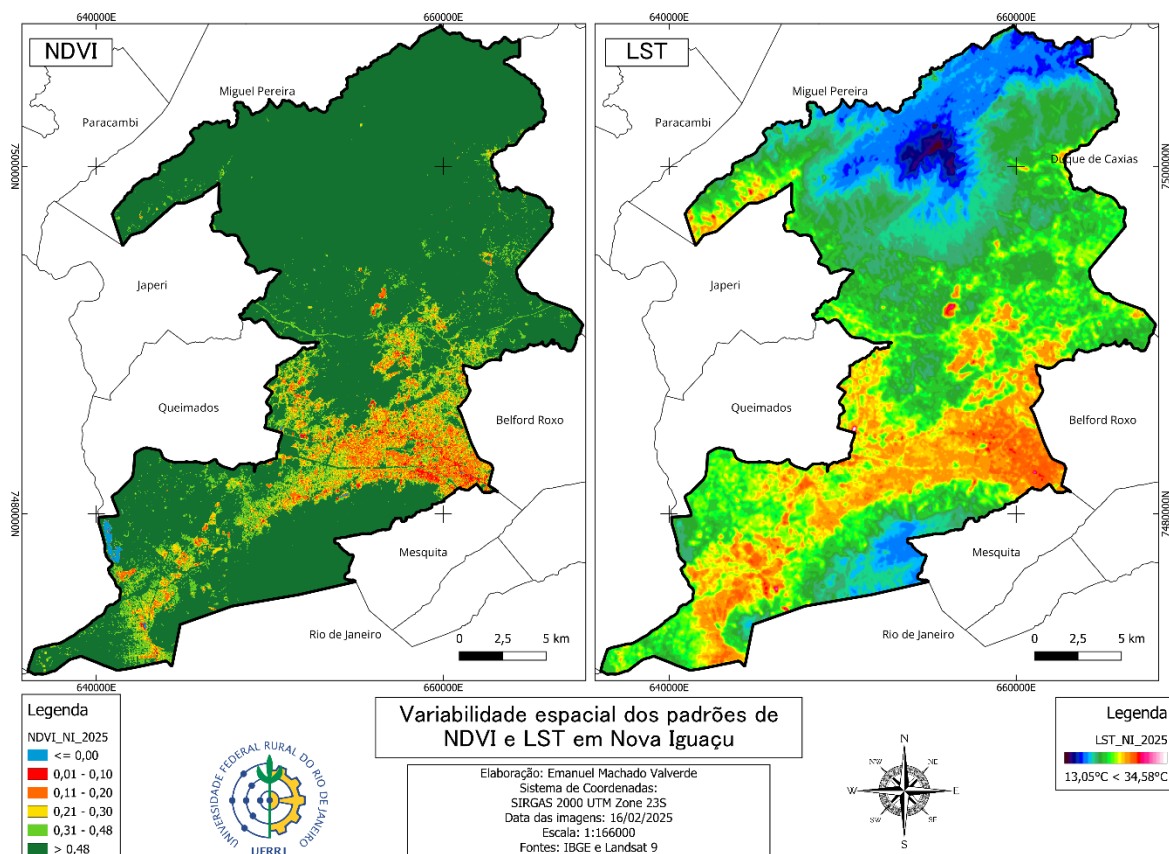 640000E
660000E
640000E
660000E
NDVI
Miguel Pereira
Paracambi
7500000N
Japeri
Queimados
Belford Roxo
7480000N
Mesquita
Rio de Janeiro
0 2,5 5 km
640000E
660000E
LST
Miguel Pereira
Paracambi
Duque de Caxias
7500000N
Japeri
Queimados
Belford Roxo
7480000N
Mesquita
Rio de Janeiro
0 2,5 5 km
640000E
660000E
Legenda
NDVI_NI_2025
<= 0,00
0,01 - 0,10
0,11 - 0,20
0,21 - 0,30
0,31 - 0,48
> 0,48
UNIVERSIDADE FEDERAL RURAL DO RIO DE JANEIRO
UFRRJ
Variabilidade espacial dos padrões de
NDVI e LST em Nova Iguaçu
Elaboração: Emanuel Machado Valverde
Sistema de Coordenadas:
SIRGAS 2000 UTM Zone 23S
Data das imagens: 16/02/2025
Escala: 1:166000
Fontes: IBGE e Landsat 9
N
NW
NE
W
E
SW
SE
S
Legenda
LST_NI_2025
13,05°C < 34,58°C